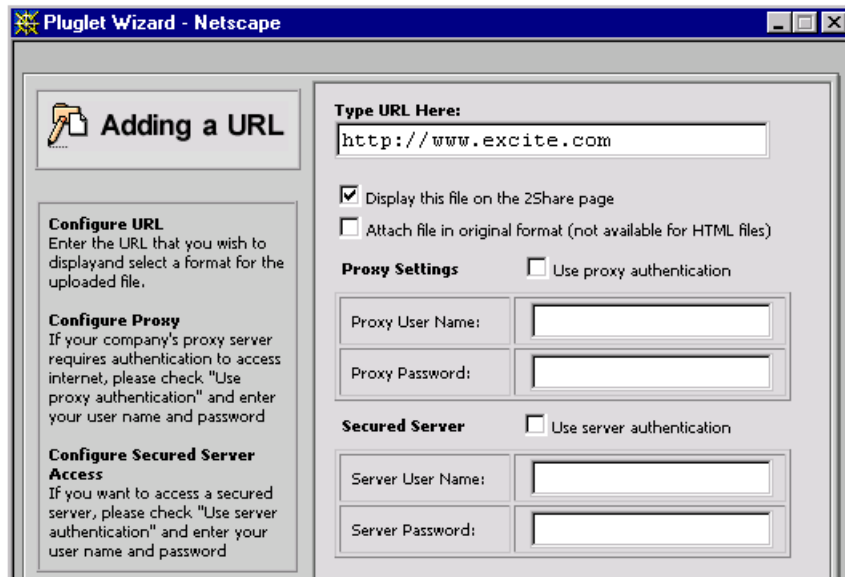 Pluglet Wizard - Netscape
Adding a URL
Configure URL
Enter the URL that you wish to
displayand select a format for the
uploaded file.
Configure Proxy
If your company's proxy server
requires authentication to access
internet, please check "Use
proxy authentication" and enter
your user name and password
Configure Secured Server
Access
If you want to access a secured
server, please check "Use server
authentication" and enter your
user name and password
Type URL Here:
http://www.excite.com
Display this file on the 2Share page
Attach file in original format (not available for HTML files)
Proxy Settings Use proxy authentication
Proxy User Name:
Proxy Password:
Secured Server Use server authentication
Server User Name:
Server Password: